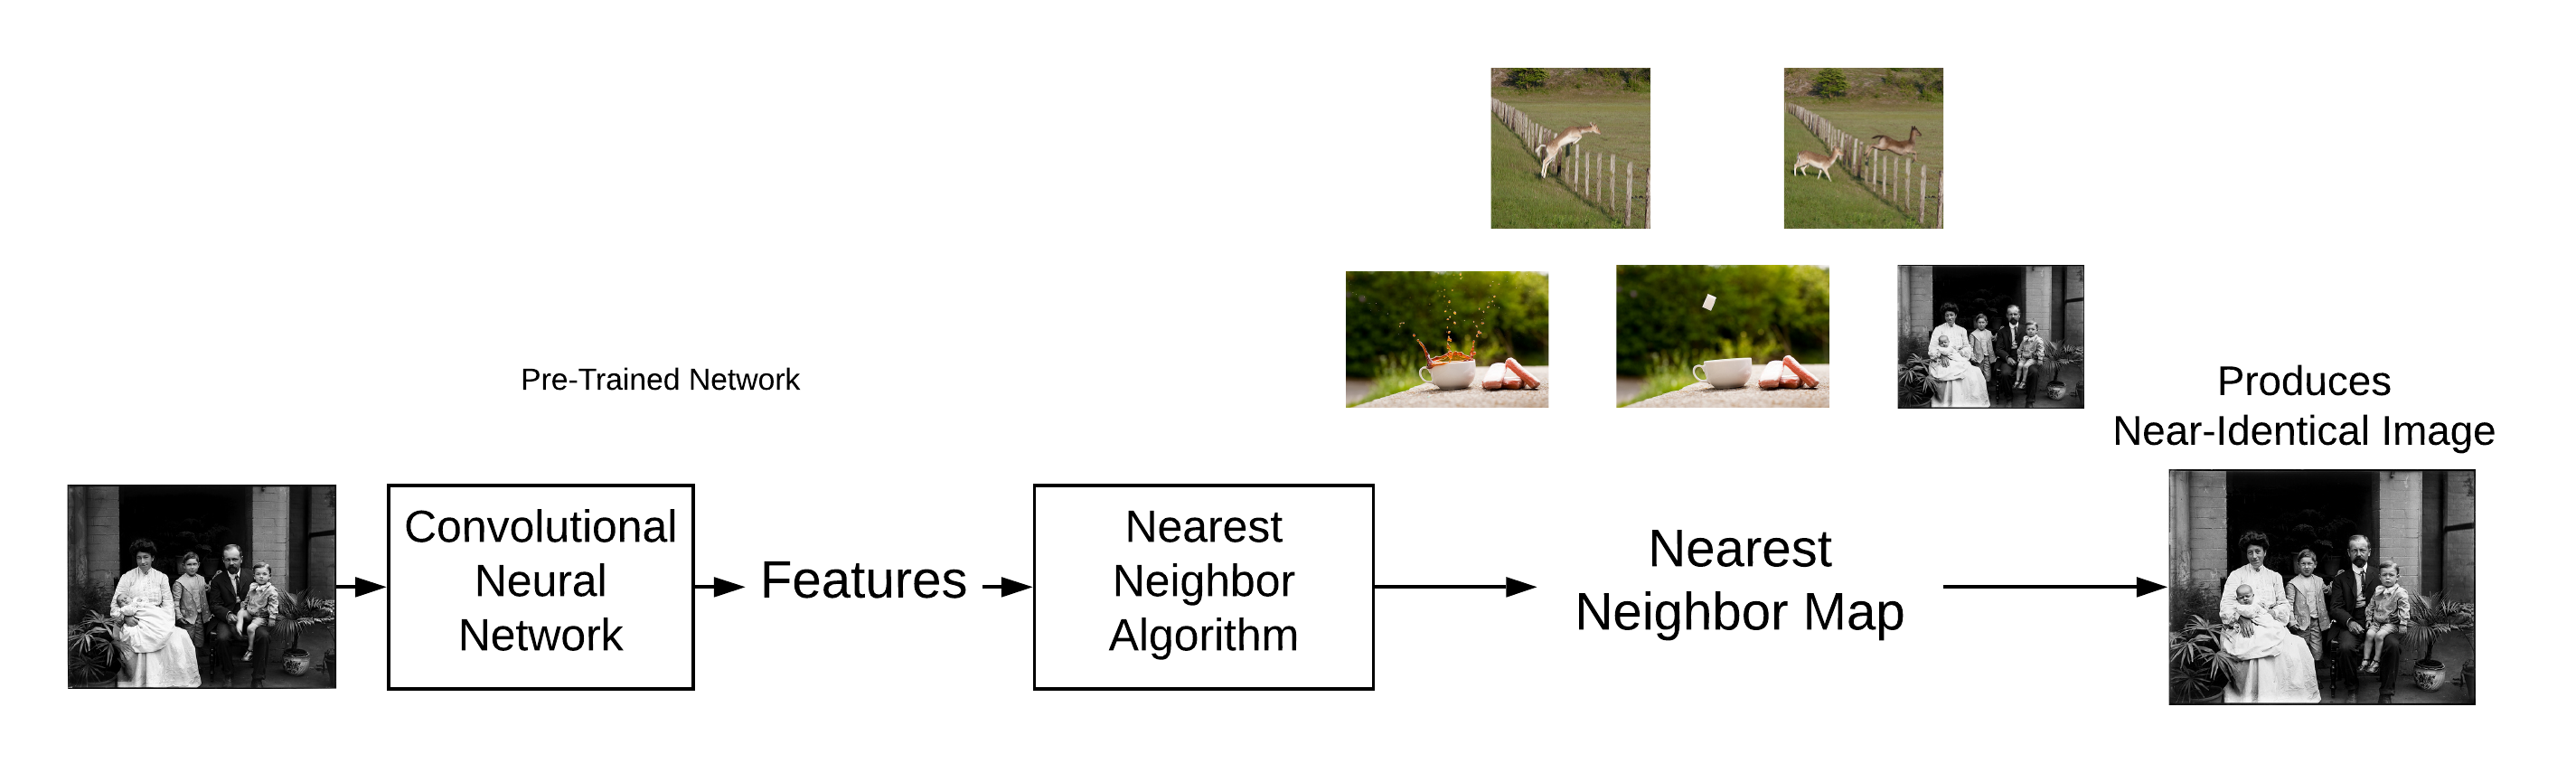 Pre-Trained Network
Produces
Near-Identical Image
Convolutional
Neural
Network
Features
Nearest
Neighbor
Algorithm
Nearest
Neighbor Map